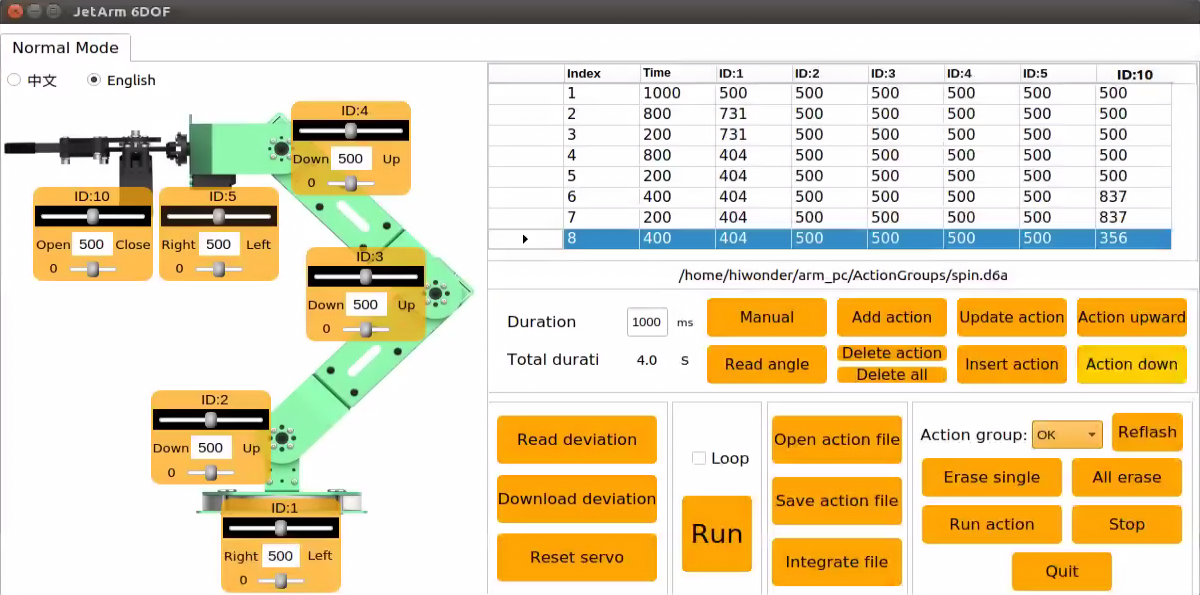 JetArm 6DOF
Normal Mode
中文 English
ID:4
Down 500 Up
0
ID:10
Open 500 Close
0
ID:5
Right 500 Left
0
ID:3
Down 500 Up
0
ID:2
Down 500 Up
0
ID:1
Right 500 Left
0
Index Time ID:1 ID:2 ID:3 ID:4 ID:5 ID:10
1 1000 500 500 500 500 500 500
2 800 731 500 500 500 500 500
3 200 731 500 500 500 500 500
4 800 404 500 500 500 500 500
5 200 404 500 500 500 500 500
6 400 404 500 500 500 500 837
7 200 404 500 500 500 500 837
8 400 404 500 500 500 500 356
/home/hiwonder/arm_pc/ActionGroups/spin.d6a
Duration 1000 ms
Total durati 4.0 S
Manual Add action Update action Action upward
Read angle Delete action Insert action Action down
Delete all
Read deviation
Download deviation
Reset servo
Loop
Run
Open action file
Save action file
Integrate file
Action group: OK Reflash
Erase single All erase
Run action Stop
Quit